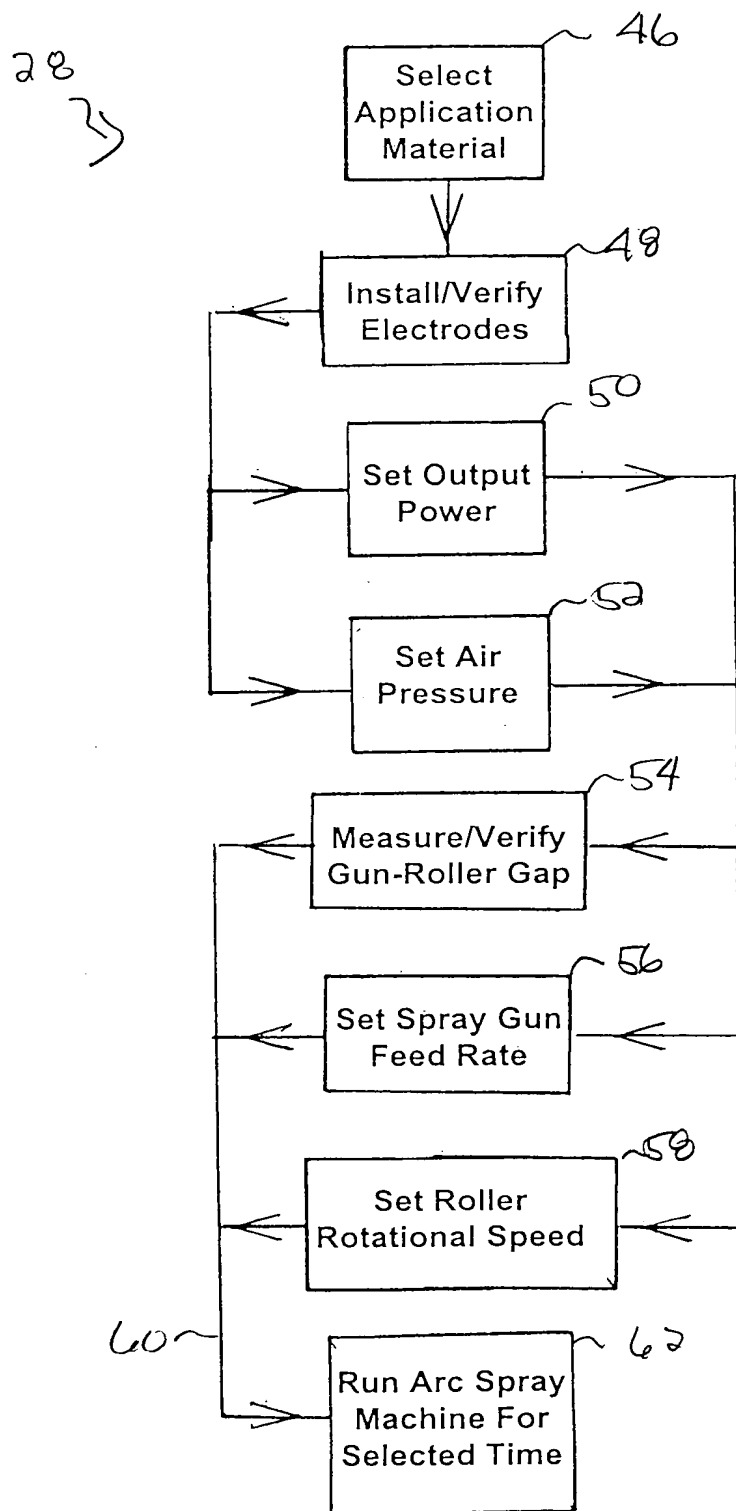 46
28
Select
Application
Material
48
Install/Verify
Electrodes
50
Set Output
Power
52
Set Air
Pressure
54
Measure/Verify
Gun-Roller Gap
56
Set Spray Gun
Feed Rate
58
Set Roller
Rotational Speed
60
62
Run Arc Spray
Machine For
Selected Time